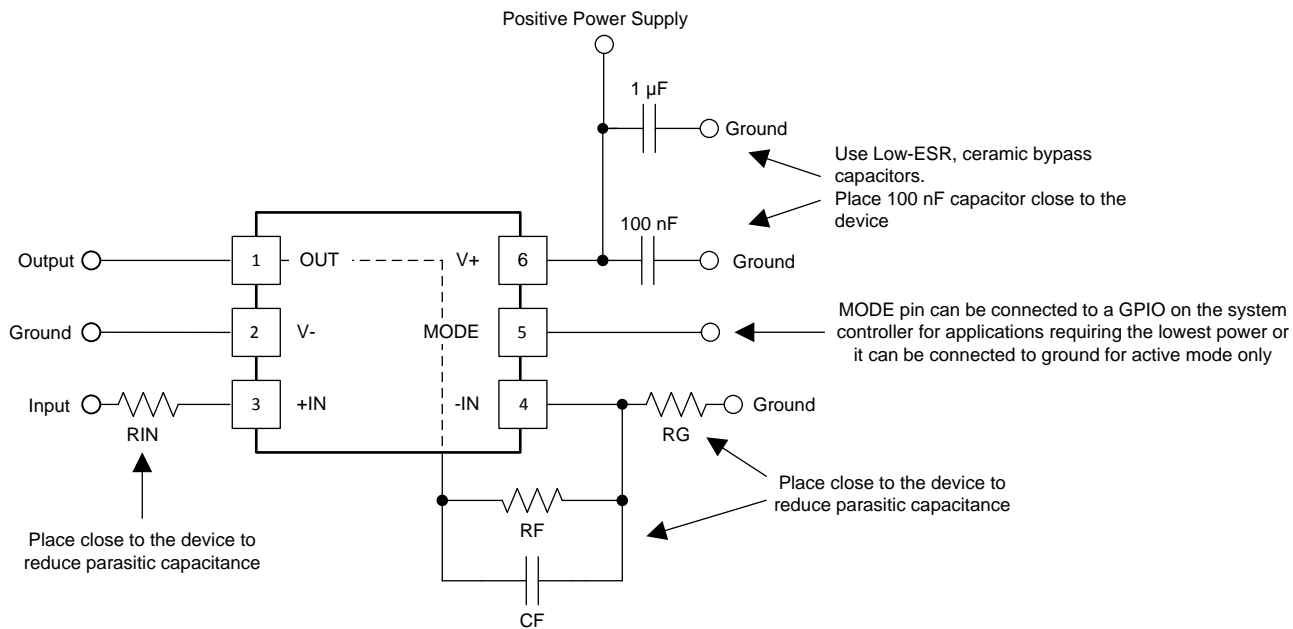 Positive Power Supply
1 µF
Ground
Use Low-ESR, ceramic bypass
capacitors.
Place 100 nF capacitor close to the
device
100 nF
Ground
Output
1
OUT
V+
6
Ground
2
V-
MODE
5
MODE pin can be connected to a GPIO on the system
controller for applications requiring the lowest power or
it can be connected to ground for active mode only
Input
RIN
3
+IN
-IN
4
RG
Ground
Place close to the device to
reduce parasitic capacitance
RF
CF
Place close to the device to
reduce parasitic capacitance